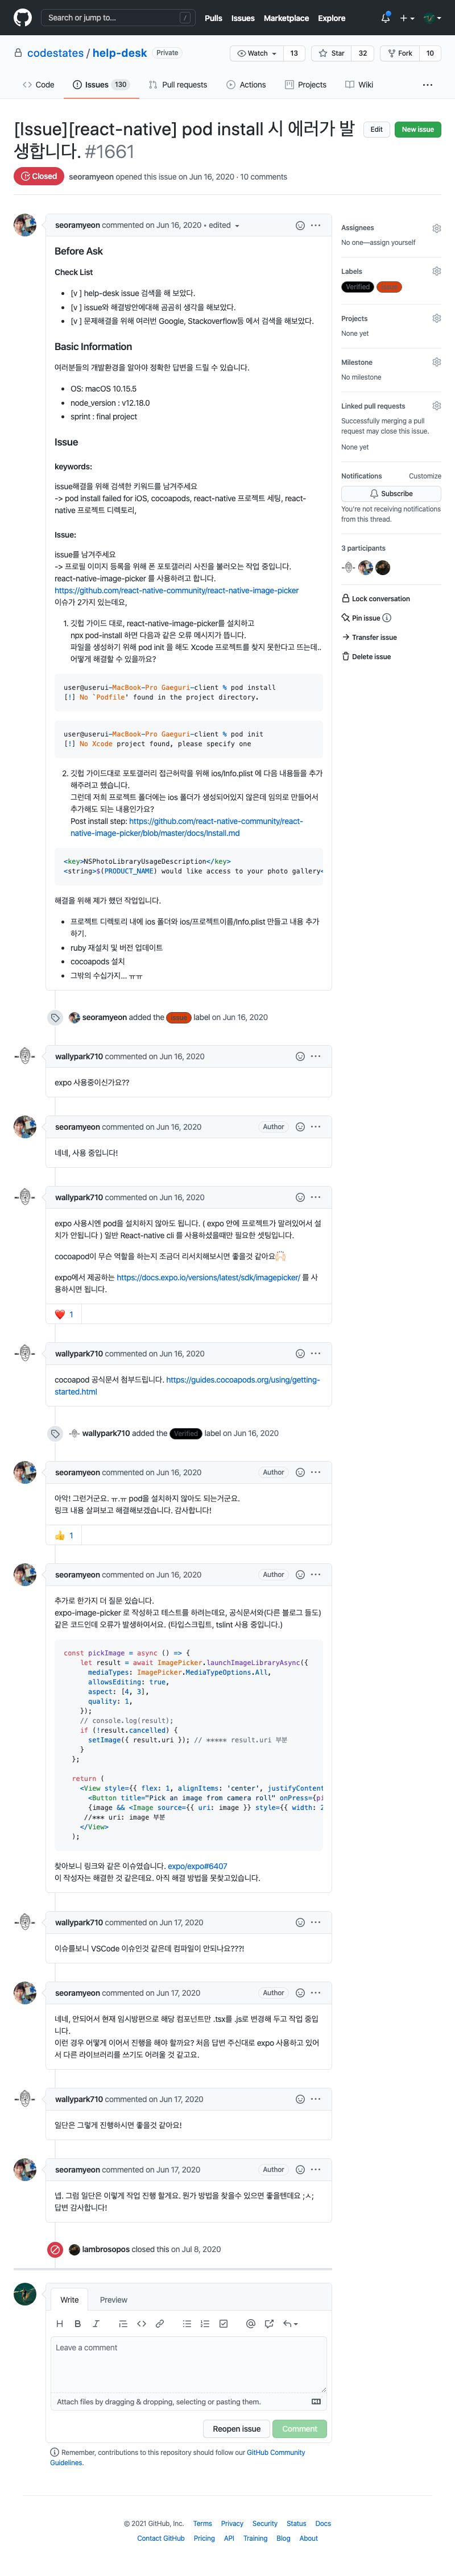 Search or jump to... /
Pulls Issues Marketplace Explore
codestates / help-desk Private
Watch 13 Star 32 Fork 10
Code Issues 130 Pull requests Actions Projects Wiki ...
[Issue][react-native] pod install 시 에러가 발
생합니다. #1661
Edit New issue
Closed seoramyeon opened this issue on Jun 16, 2020 · 10 comments
seoramyeon commented on Jun 16, 2020 • edited
Before Ask
Check List
• [v ] help-desk issue 검색을 해 보았다.
• [v ] issue와 해결방안에대해 곰곰히 생각을 해보았다.
• [v ] 문제해결을 위해 여러번 Google, Stackoverflow등 에서 검색을 해보았다.
Basic Information
여러분들의 개발환경을 알아야 정확한 답변을 드릴 수 있습니다.
• OS: macOS 10.15.5
• node_version : v12.18.0
• sprint : final project
Issue
keywords:
issue해결을 위해 검색한 키워드를 남겨주세요
-> pod install failed for iOS, cocoapods, react-native 프로젝트 세팅, react-
native 프로젝트 디렉토리,
Issue:
issue를 남겨주세요
-> 프로필 이미지 등록을 위해 폰 포토갤러리 사진을 불러오는 작업 중입니다.
react-native-image-picker 를 사용하려고 합니다.
https://github.com/react-native-community/react-native-image-picker
이슈가 2가지 있는데요,
1. 깃헙 가이드 대로, react-native-image-picker를 설치하고
npx pod-install 하면 다음과 같은 오류 메시지가 뜹니다.
파일을 생성하기 위해 pod init 을 해도 Xcode 프로젝트를 찾지 못한다고 뜨는데..
어떻게 해결할 수 있을까요?
user@userui-MacBook-Pro Gaeguri-client % pod install
[!] No `Podfile' found in the project directory.
user@userui-MacBook-Pro Gaeguri-client % pod init
[!] No Xcode project found, please specify one
2. 깃헙 가이드대로 포토갤러리 접근허락을 위해 ios/Info.plist 에 다음 내용들을 추가
해주려고 했습니다.
그런데 저희 프로젝트 폴더에는 ios 폴더가 생성되어있지 않은데 임의로 만들어서
추가해도 되는 내용인가요?
Post install step: https://github.com/react-native-community/react-
native-image-picker/blob/master/docs/Install.md
<key>NSPhotoLibraryUsageDescription</key>
<string>$(PRODUCT_NAME) would like access to your photo gallery<
해결을 위해 제가 했던 작업입니다.
• 프로젝트 디렉토리 내에 ios 폴더와 ios/프로젝트이름/Info.plist 만들고 내용 추가
하기.
• ruby 재설치 및 버전 업데이트
• cocoapods 설치
• 그밖의 수십가지... ㅠㅠ
seoramyeon added the Issue label on Jun 16, 2020
wallypark710 commented on Jun 16, 2020
expo 사용중이신가요??
seoramyeon commented on Jun 16, 2020 Author
네네, 사용 중입니다!
wallypark710 commented on Jun 16, 2020
expo 사용시엔 pod을 설치하지 않아도 됩니다. ( expo 안에 프로젝트가 말려있어서 설
치가 안됩니다 ) 일반 React-native cli 를 사용하셨을때만 필요한 셋팅입니다.
cocoapod이 무슨 역할을 하는지 조금더 리서치해보시면 좋을것 같아요
expo에서 제공하는 https://docs.expo.io/versions/latest/sdk/imagepicker/ 를 사
용하시면 됩니다.
❤️ 1
wallypark710 commented on Jun 16, 2020
cocoapod 공식문서 첨부드립니다. https://guides.cocoapods.org/using/getting-
started.html
wallypark710 added the Verified label on Jun 16, 2020
seoramyeon commented on Jun 16, 2020 Author
아악! 그런거군요. ㅠ.ㅠ pod을 설치하지 않아도 되는거군요.
링크 내용 살펴보고 해결해보겠습니다. 감사합니다!
👍 1
seoramyeon commented on Jun 16, 2020 Author
추가로 한가지 더 질문 있습니다.
expo-image-picker 로 작성하고 테스트를 하려는데요, 공식문서와(다른 블로그 들도)
같은 코드인데 오류가 발생하여서요. (타입스크립트, tslint 사용 중입니다.)
const pickImage = async () => {
let result = await ImagePicker.launchImageLibraryAsync({
mediaTypes: ImagePicker.MediaTypeOptions.All,
allowsEditing: true,
aspect: [4, 3],
quality: 1,
});
// console.log(result);
if (!result.cancelled) {
setImage({ result.uri }); // ***** result.uri 부분
}
};
return (
<View style={{ flex: 1, alignItems: 'center', justifyContent
<Button title="Pick an image from camera roll" onPress={pi
{image && <Image source={{ uri: image }} style={{ width: 2
//*** uri: image 부분
</View>
);
찾아보니 링크와 같은 이슈였습니다. expo/expo#6407
이 작성자는 해결한 것 같은데요. 아직 해결 방법을 못찾고있습니다.
wallypark710 commented on Jun 17, 2020
이슈를보니 VSCode 이슈인것 같은데 컴파일이 안되나요???!
seoramyeon commented on Jun 17, 2020 Author
네네, 안되어서 현재 임시방편으로 해당 컴포넌트만 .tsx를 .js로 변경해 두고 작업 중입니
다.
이런 경우 어떻게 이어서 진행을 해야 할까요? 처음 답변 주신대로 expo 사용하고 있어
서 다른 라이브러리를 쓰기도 어려울 것 같고요.
wallypark710 commented on Jun 17, 2020
일단은 그렇게 진행하시면 좋을것 같아요!
seoramyeon commented on Jun 17, 2020 Author
넵. 그럼 일단은 이렇게 작업 진행 할게요. 뭔가 방법을 찾을수 있으면 좋을텐데요 ;ㅅ;
답변 감사합니다!
lambrosopos closed this on Jul 8, 2020
Write Preview
Leave a comment
Attach files by dragging & dropping, selecting or pasting them.
Reopen issue Comment
Remember, contributions to this repository should follow our GitHub Community
Guidelines.
Assignees
No one—assign yourself
Labels
Verified Issue
Projects
None yet
Milestone
No milestone
Linked pull requests
Successfully merging a pull
request may close this issue.
None yet
Notifications Customize
Subscribe
You're not receiving notifications
from this thread.
3 participants
Lock conversation
Pin issue
Transfer issue
Delete issue
© 2021 GitHub, Inc. Terms Privacy Security Status Docs
Contact GitHub Pricing API Training Blog About